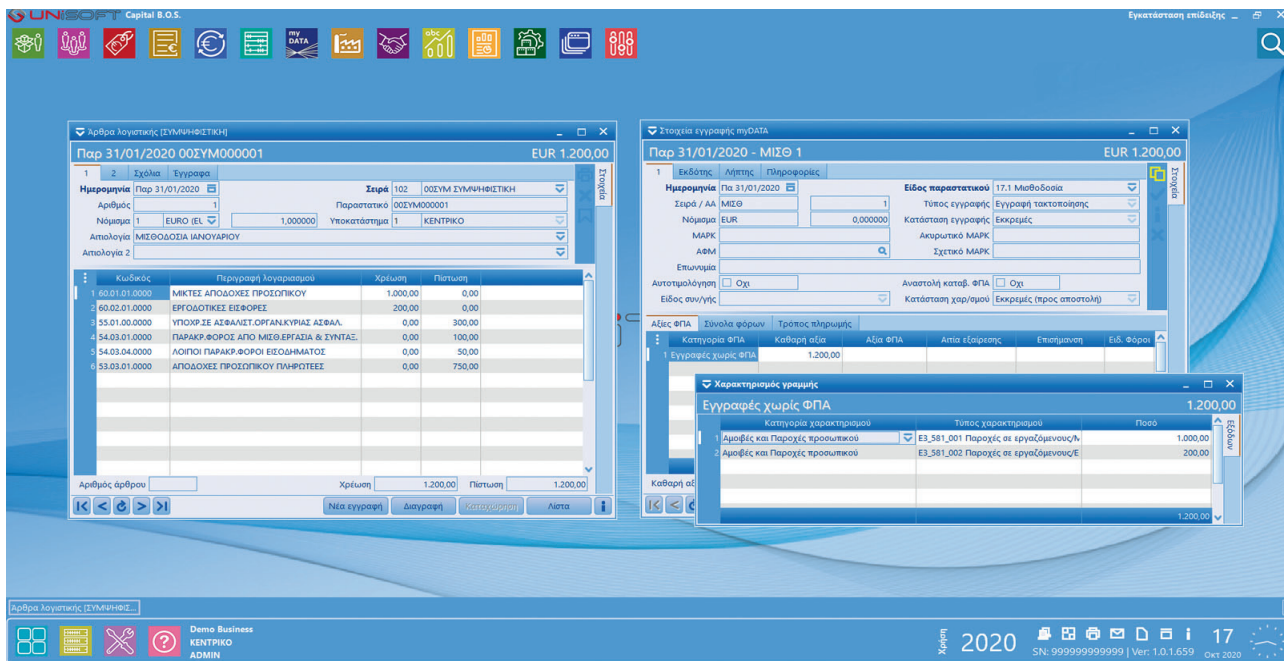 UNISOFT Capital B.O.S.
Εγκατάσταση επίδειξης
my DATA
abc
Άρθρα λογιστικής [ΣΥΜΨΗΦΙΣΤΙΚΗ]
Παρ 31/01/2020 00ΣΥΜ000001 EUR 1.200,00
1 2 Σχόλια Έγγραφα
Στοιχεία
Ημερομηνία Παρ 31/01/2020 Σειρά 102 00ΣΥΜ ΣΥΜΨΗΦΙΣΤΙΚΗ
Αριθμός 1 Παραστατικό 00ΣΥΜ000001
Νόμισμα 1 EURO (EL 1,000000 Υποκατάστημα 1 ΚΕΝΤΡΙΚΟ
Αιτιολογία ΜΙΣΘΟΔΟΣΙΑ ΙΑΝΟΥΑΡΙΟΥ
Αιτιολογία 2
Κωδικός Περιγραφή λογαριασμού Χρέωση Πίστωση
1 60.01.01.0000 ΜΙΚΤΕΣ ΑΠΟΔΟΧΕΣ ΠΡΟΣΩΠΙΚΟΥ 1.000,00 0,00
2 60.02.01.0000 ΕΡΓΟΔΟΤΙΚΕΣ ΕΙΣΦΟΡΕΣ 200,00 0,00
3 55.01.00.0000 ΥΠΟΧΡ.ΣΕ ΑΣΦΑΛΙΣΤ.ΟΡΓΑΝ.ΚΥΡΙΑΣ ΑΣΦΑΛ. 0,00 300,00
4 54.03.01.0000 ΠΑΡΑΚΡ.ΦΟΡΟΣ ΑΠΟ ΜΙΣΘ.ΕΡΓΑΣΙΑ & ΣΥΝΤΑΞ. 0,00 100,00
5 54.03.04.0000 ΛΟΙΠΟΙ ΠΑΡΑΚΡ.ΦΟΡΟΙ ΕΙΣΟΔΗΜΑΤΟΣ 0,00 50,00
6 53.03.01.0000 ΑΠΟΔΟΧΕΣ ΠΡΟΣΩΠΙΚΟΥ ΠΛΗΡΩΤΕΕΣ 0,00 750,00
Αριθμός άρθρου Χρέωση 1.200,00 Πίστωση 1.200,00
Νέα εγγραφή Διαγραφή Καταχώρηση Λίστα
Στοιχεία εγγραφής myDATA
Παρ 31/01/2020 - ΜΙΣΘ 1 EUR 1.200,00
1 Εκδότης Λήπτης Πληροφορίες
Στοιχεία
Ημερομηνία Πα 31/01/2020 Είδος παραστατικού 17.1 Μισθοδοσία
Σειρά / ΑΑ ΜΙΣΘ 1 Τύπος εγγραφής Εγγραφή τακτοποίησης
Νόμισμα EUR 0,000000 Κατάσταση εγγραφής Εκκρεμές
ΜΑΡΚ Ακυρωτικό ΜΑΡΚ
ΑΦΜ Σχετικό ΜΑΡΚ
Επωνυμία
Αυτοτιμολόγηση Όχι Αναστολή καταβ. ΦΠΑ Όχι
Είδος συν/γής Κατάσταση χαρ/σμού Εκκρεμές (προς αποστολή)
Αξίες ΦΠΑ Σύνολα φόρων Τρόπος πληρωμής
Κατηγορία ΦΠΑ Καθαρή αξία Αξία ΦΠΑ Αιτία εξαίρεσης Επισήμανση Ειδ. Φόροι
1 Εγγραφές χωρίς ΦΠΑ 1.200,00
Καθαρή αξ
Χαρακτηρισμός γραμμής
Εγγραφές χωρίς ΦΠΑ 1.200,00
Κατηγορία χαρακτηρισμού Τύπος χαρακτηρισμού Ποσό
Εξόδων
1 Αμοιβές και Παροχές προσωπικού E3_581_001 Παροχές σε εργαζόμενους/Μ 1.000,00
2 Αμοιβές και Παροχές προσωπικού E3_581_002 Παροχές σε εργαζόμενους/Ε 200,00
1.200,00
Άρθρα λογιστικής [ΣΥΜΨΗΦΙΣ...
Demo Business
ΚΕΝΤΡΙΚΟ
ADMIN
Χρήση 2020
SN: 999999999999 | Ver: 1.0.1.659
17
Οκτ 2020